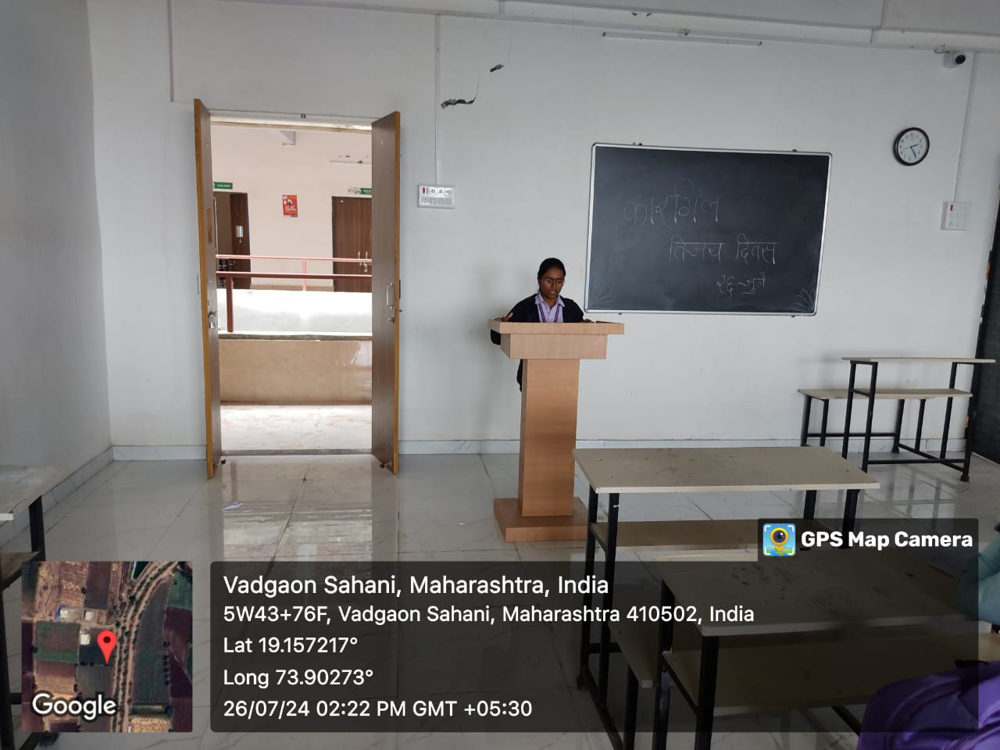 कारगिल
विजय दिवस
२६ जुलै
GPS Map Camera
Vadgaon Sahani, Maharashtra, India
5W43+76F, Vadgaon Sahani, Maharashtra 410502, India
Lat 19.157217°
Long 73.90273°
26/07/24 02:22 PM GMT +05:30
Google